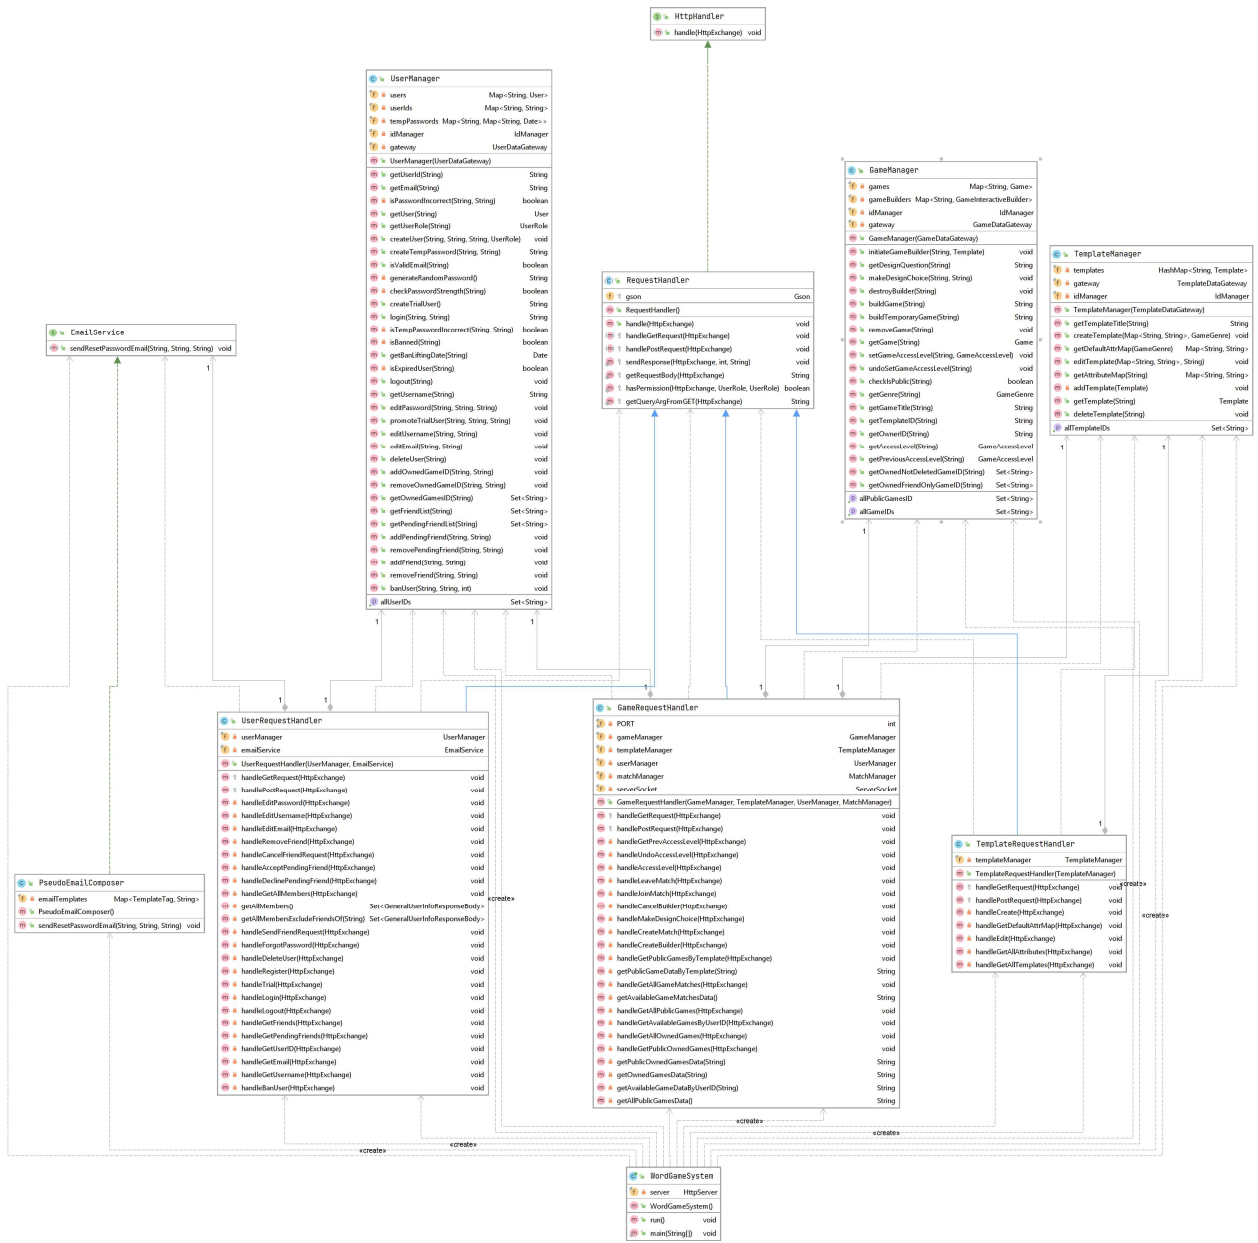 HttpHandler
handle(HttpExchange) void
UserManager
users Map<String, User>
userIds Map<String, String>
tempPasswords Map<String, Map<String, Date>>
idManager IdManager
gateway UserDataGateway
UserManager(UserDataGateway)
getUserId(String) String
getEmail(String) String
isPasswordIncorrect(String, String) boolean
getUser(String) User
getUserRole(String) UserRole
createUser(String, String, String, UserRole) void
createTempPassword(String, String) String
isValidEmail(String) boolean
generateRandomPassword() String
checkPasswordStrength(String) boolean
createTrialUser() String
login(String, String) String
isTempPasswordIncorrect(String, String) boolean
isBanned(String) boolean
getBanLiftingDate(String) Date
isExpiredUser(String) boolean
logout(String) void
getUsername(String) String
editPassword(String, String, String) void
promoteTrialUser(String, String, String) void
editUsername(String, String) void
editEmail(String, String) void
deleteUser(String) void
addOwnedGameID(String, String) void
removeOwnedGameID(String, String) void
getOwnedGamesID(String) Set<String>
getFriendList(String) Set<String>
getPendingFriendList(String) Set<String>
addPendingFriend(String, String) void
removePendingFriend(String, String) void
addFriend(String, String) void
removeFriend(String, String) void
banUser(String, String, int) void
allUserIDs Set<String>
GameManager
games Map<String, Game>
gameBuilders Map<String, GameInteractiveBuilder>
idManager IdManager
gateway GameDataGateway
GameManager(GameDataGateway)
initiateGameBuilder(String, Template) void
getDesignQuestion(String) String
makeDesignChoice(String, String) void
destroyBuilder(String) void
buildGame(String) String
buildTemporaryGame(String) String
removeGame(String) void
getGame(String) Game
setGameAccessLevel(String, GameAccessLevel) void
undoSetGameAccessLevel(String) void
checkIsPublic(String) boolean
getGenre(String) GameGenre
getGameTitle(String) String
getTemplateID(String) String
getOwnerID(String) String
getAccessLevel(String) GameAccessLevel
getPreviousAccessLevel(String) GameAccessLevel
getOwnedNotDeletedGameID(String) Set<String>
getOwnedFriendOnlyGameID(String) Set<String>
allPublicGamesID Set<String>
allGameIDs Set<String>
TemplateManager
templates HashMap<String, Template>
gateway TemplateDataGateway
idManager IdManager
TemplateManager(TemplateDataGateway)
getTemplateTitle(String) String
createTemplate(Map<String, String>, GameGenre) void
getDefaultAttrMap(GameGenre) Map<String, String>
editTemplate(Map<String, String>, String) void
getAttributeMap(String) Map<String, String>
addTemplate(Template) void
getTemplate(String) Template
deleteTemplate(String) void
allTemplateIDs Set<String>
RequestHandler
gson Gson
RequestHandler()
handle(HttpExchange) void
handleGetRequest(HttpExchange) void
handlePostRequest(HttpExchange) void
sendResponse(HttpExchange, int, String) void
getRequestBody(HttpExchange) String
hasPermission(HttpExchange, UserRole, UserRole) boolean
getQueryArgFromGET(HttpExchange) String
EmailService
sendResetPasswordEmail(String, String, String) void
1
1
1
1
1
1
1
1
1
1
1
1
UserRequestHandler
userManager UserManager
emailService EmailService
UserRequestHandler(UserManager, EmailService)
handleGetRequest(HttpExchange) void
handlePostRequest(HttpExchange) void
handleEditPassword(HttpExchange) void
handleEditUsername(HttpExchange) void
handleEditEmail(HttpExchange) void
handleRemoveFriend(HttpExchange) void
handleCancelFriendRequest(HttpExchange) void
handleAcceptPendingFriend(HttpExchange) void
handleDeclinePendingFriend(HttpExchange) void
handleGetAllMembers(HttpExchange) void
getAllMembers() Set<GeneralUserInfoResponseBody>
getAllMembersExcludeFriendsOf(String) Set<GeneralUserInfoResponseBody>
handleSendFriendRequest(HttpExchange) void
handleForgotPassword(HttpExchange) void
handleDeleteUser(HttpExchange) void
handleRegister(HttpExchange) void
handleTrial(HttpExchange) void
handleLogin(HttpExchange) void
handleLogout(HttpExchange) void
handleGetFriends(HttpExchange) void
handleGetPendingFriends(HttpExchange) void
handleGetUserID(HttpExchange) void
handleGetEmail(HttpExchange) void
handleGetUsername(HttpExchange) void
handleBanUser(HttpExchange) void
GameRequestHandler
PORT int
gameManager GameManager
templateManager TemplateManager
userManager UserManager
matchManager MatchManager
serverSocket ServerSocket
GameRequestHandler(GameManager, TemplateManager, UserManager, MatchManager)
handleGetRequest(HttpExchange) void
handlePostRequest(HttpExchange) void
handleGetPrevAccessLevel(HttpExchange) void
handleUndoAccessLevel(HttpExchange) void
handleAccessLevel(HttpExchange) void
handleLeaveMatch(HttpExchange) void
handleJoinMatch(HttpExchange) void
handleCancelBuilder(HttpExchange) void
handleMakeDesignChoice(HttpExchange) void
handleCreateMatch(HttpExchange) void
handleCreateBuilder(HttpExchange) void
handleGetPublicGamesByTemplate(HttpExchange) void
getPublicGameDataByTemplate(String) String
handleGetAllGameMatches(HttpExchange) void
getAvailableGameMatchesData() String
handleGetAllPublicGames(HttpExchange) void
handleGetAvailableGamesByUserID(HttpExchange) void
handleGetAllOwnedGames(HttpExchange) void
handleGetPublicOwnedGames(HttpExchange) void
getPublicOwnedGamesData(String) String
getOwnedGamesData(String) String
getAvailableGameDataByUserID(String) String
getAllPublicGamesData() String
TemplateRequestHandler
templateManager TemplateManager
TemplateRequestHandler(TemplateManager)
handleGetRequest(HttpExchange) void
handlePostRequest(HttpExchange) void
handleCreate(HttpExchange) void
handleGetDefaultAttrMap(HttpExchange) void
handleEdit(HttpExchange) void
handleGetAllAttributes(HttpExchange) void
handleGetAllTemplates(HttpExchange) void
PseudoEmailComposer
emailTemplates Map<TemplateTag, String>
PseudoEmailComposer()
sendResetPasswordEmail(String, String, String) void
«create»
«create»
«create»
«create»
«create»
«create»
«create»
WordGameSystem
server HttpServer
WordGameSystem()
run() void
main(String[]) void